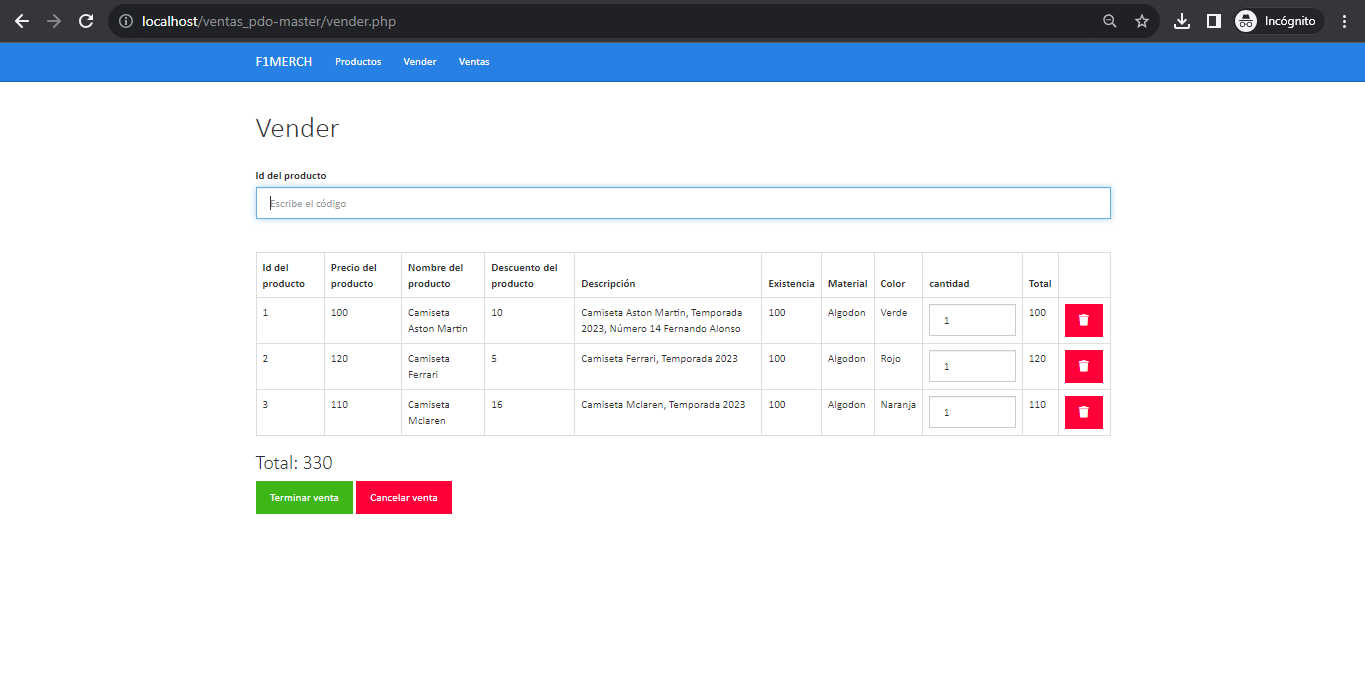 localhost/ventas_pdo-master/vender.php
Incógnito
F1MERCH Productos Vender Ventas
Vender
Id del producto
Escribe el código
Id del producto Precio del producto Nombre del producto Descuento del producto Descripción Existencia Material Color cantidad Total
1 100 Camiseta Aston Martin 10 Camiseta Aston Martin, Temporada 2023, Número 14 Fernando Alonso 100 Algodon Verde 1 100
2 120 Camiseta Ferrari 5 Camiseta Ferrari, Temporada 2023 100 Algodon Rojo 1 120
3 110 Camiseta Mclaren 16 Camiseta Mclaren, Temporada 2023 100 Algodon Naranja 1 110
Total: 330
Terminar venta Cancelar venta